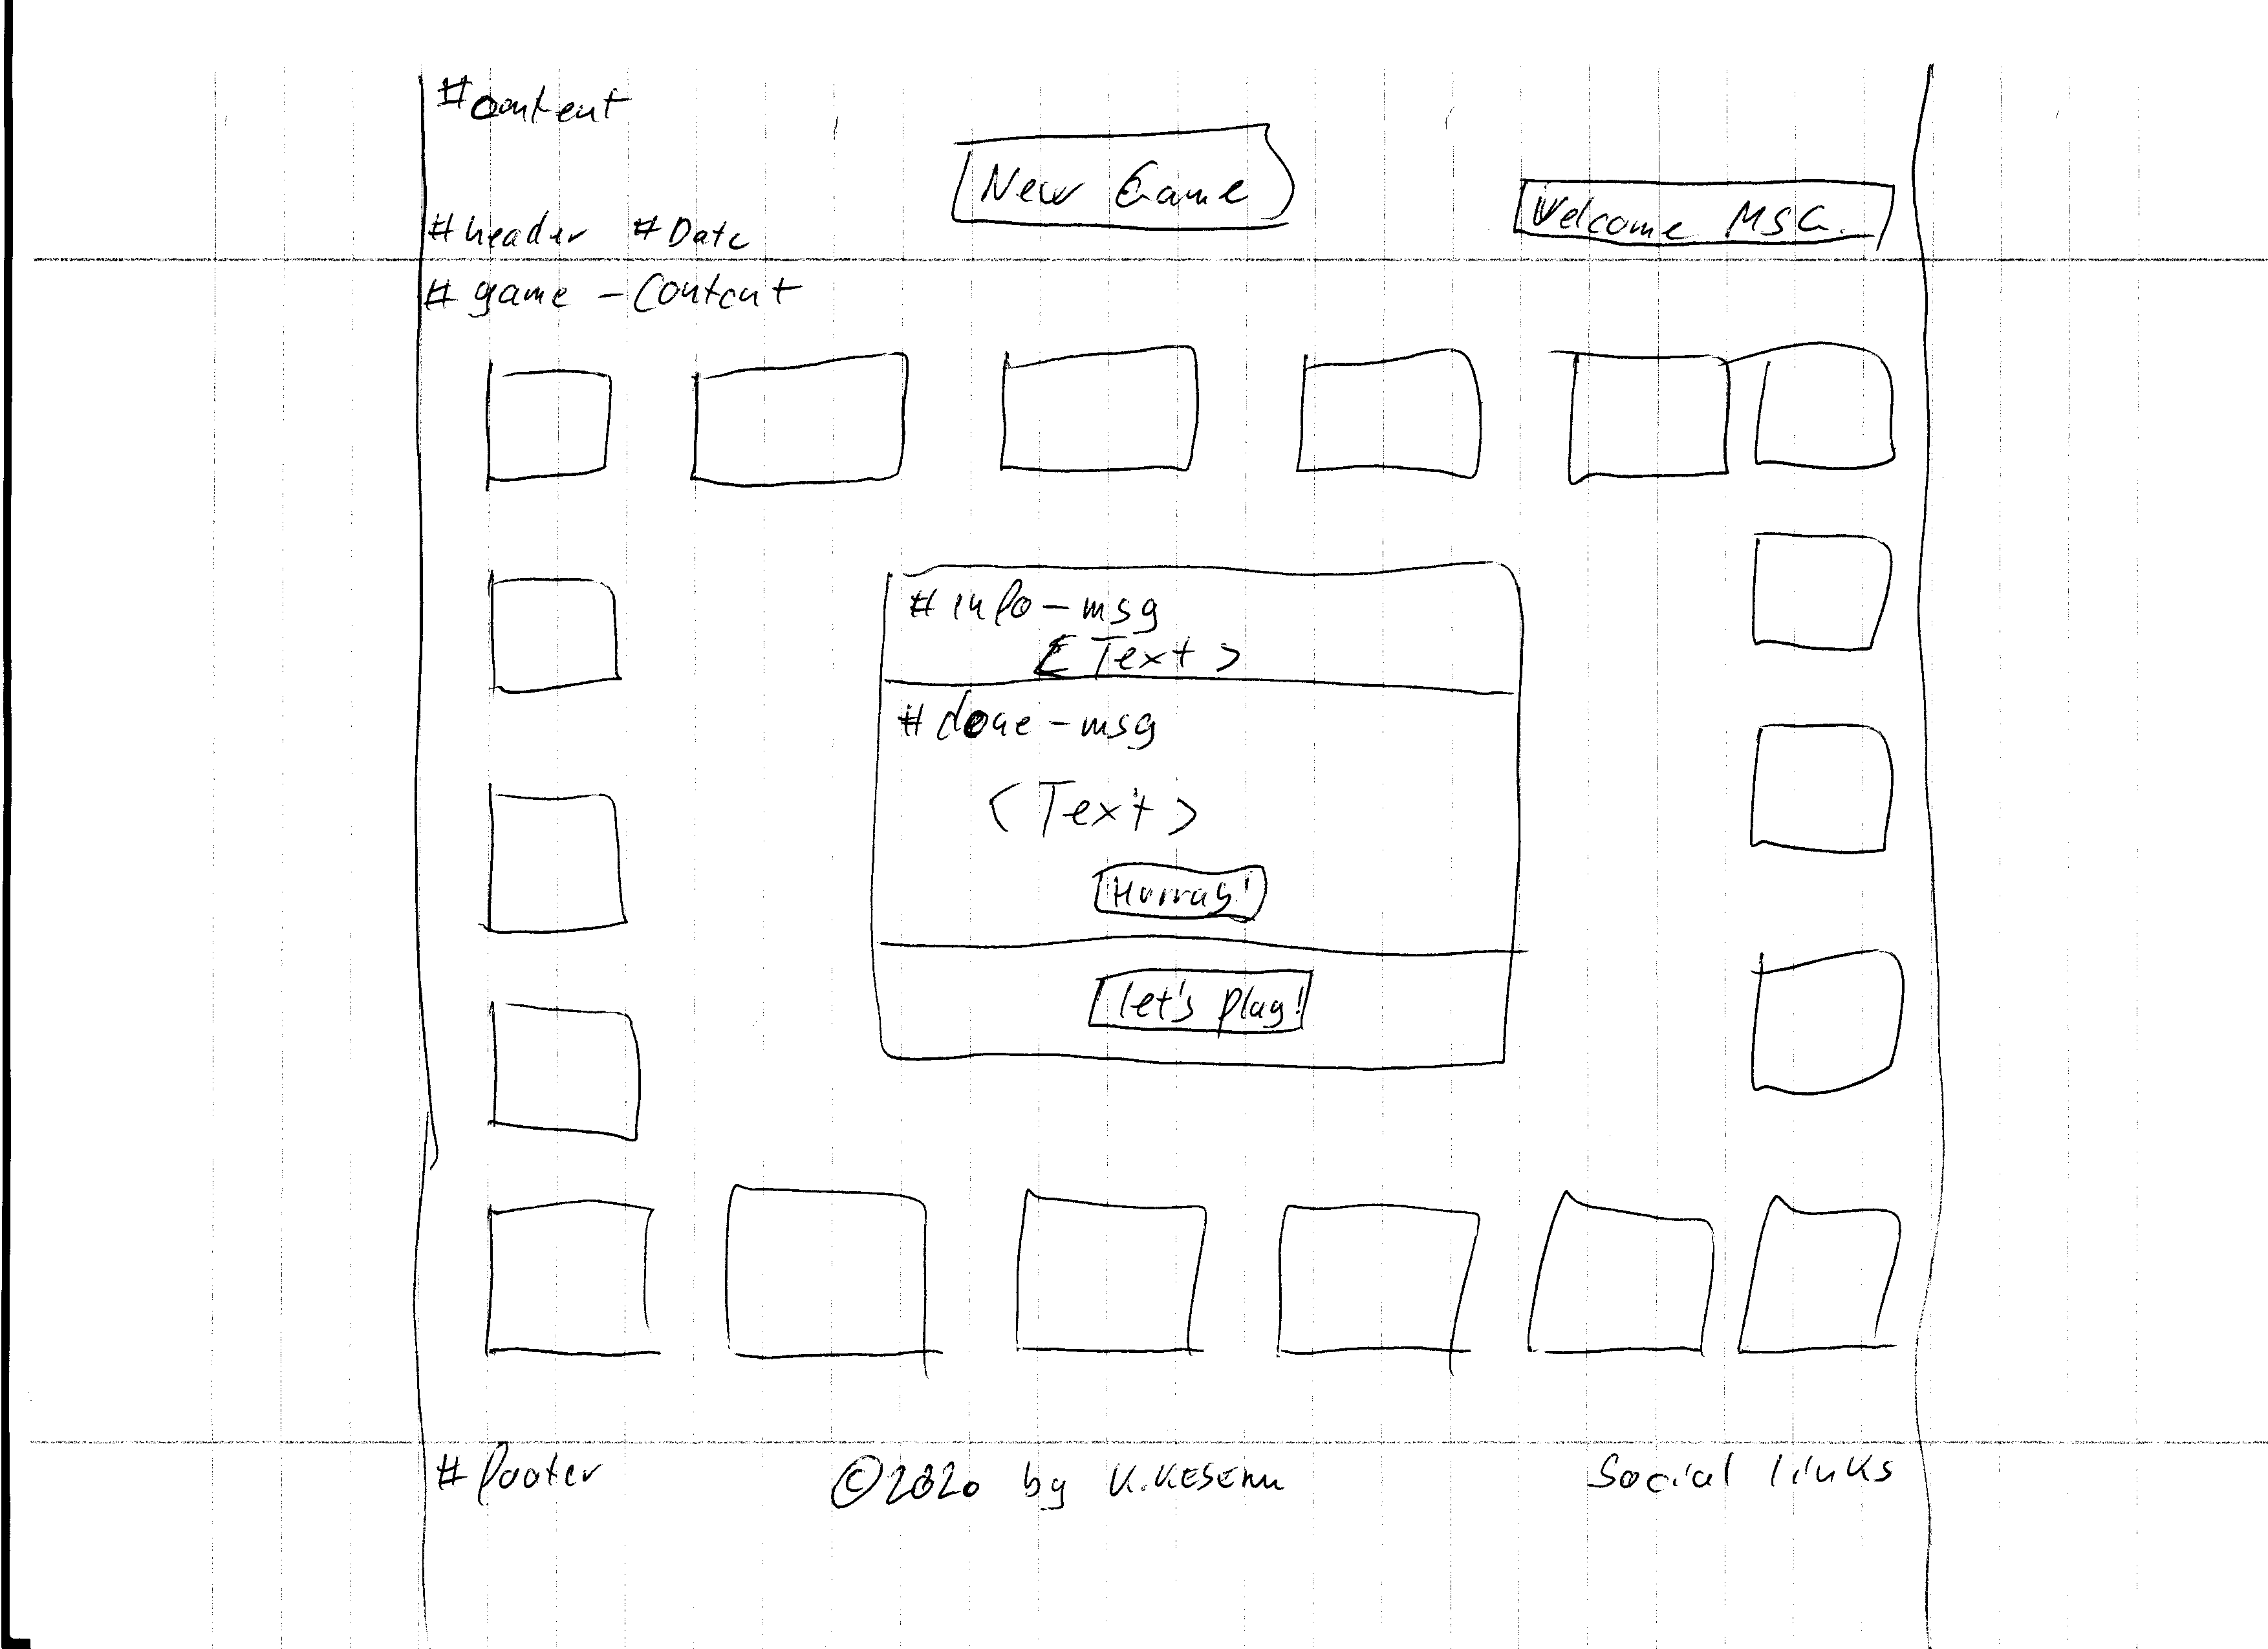 #content
New Game
Welcome MSG.
#header #Date
#game-Content
#info-msg
<Text>
#done-msg
<Text>
Hurray!
let's play!
#footer ©2020 by K. Social links